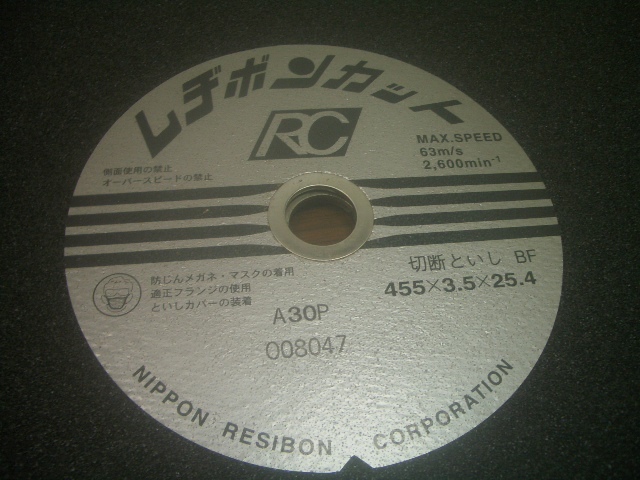 レヂボンカット
RC
MAX.SPEED
63m/s
2,600min⁻¹
側面使用の禁止
オーバースピードの禁止
防じんメガネ・マスクの着用
適正フランジの使用
といしカバーの装着
切断といし BF
455×3.5×25.4
A30P
008047
NIPPON RESIBON CORPORATION